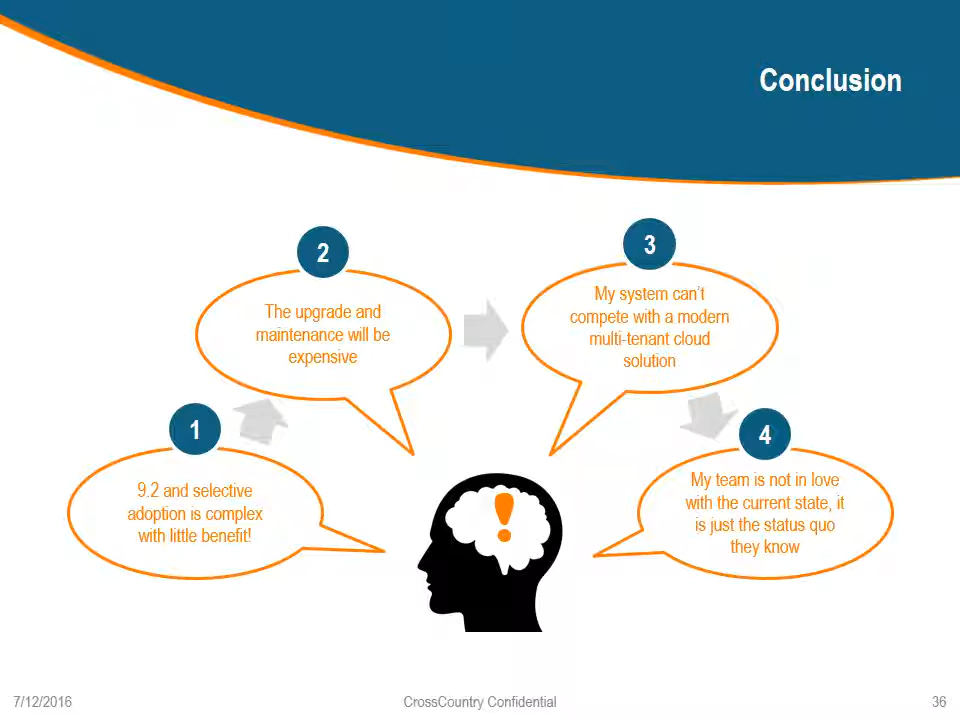 Conclusion
1
9.2 and selective
adoption is complex
with little benefit!
2
The upgrade and
maintenance will be
expensive
3
My system can't
compete with a modern
multi-tenant cloud
solution
4
My team is not in love
with the current state, it
is just the status quo
they know
!
7/12/2016
CrossCountry Confidential
36